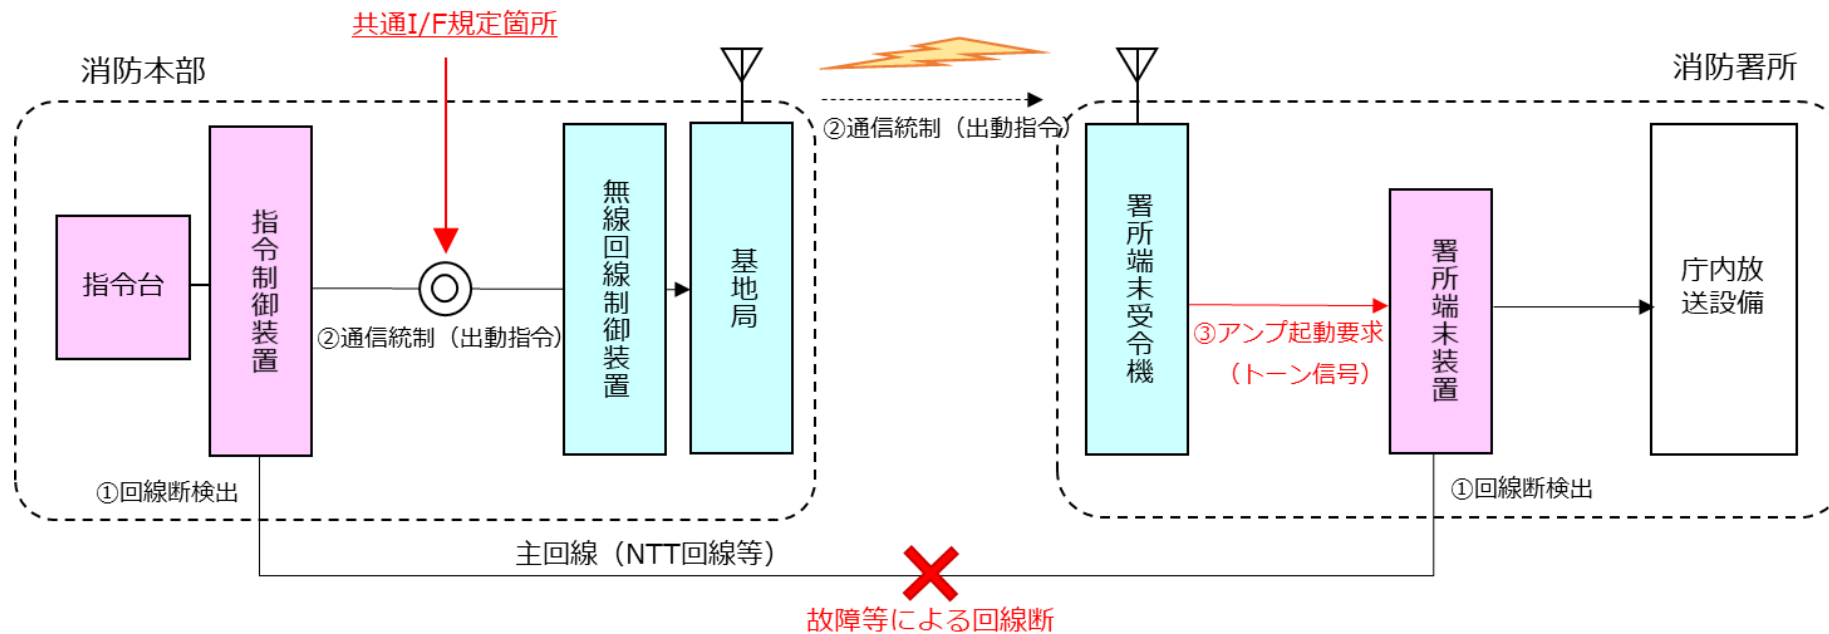 共通I/F規定箇所
消防本部
消防署所
②通信統制（出動指令）
指令台
指令制御装置
②通信統制（出動指令）
無線回線制御装置
基地局
署所端末受令機
③アンプ起動要求
（トーン信号）
署所端末装置
庁内放
送設備
①回線断検出
①回線断検出
主回線（NTT回線等）
故障等による回線断